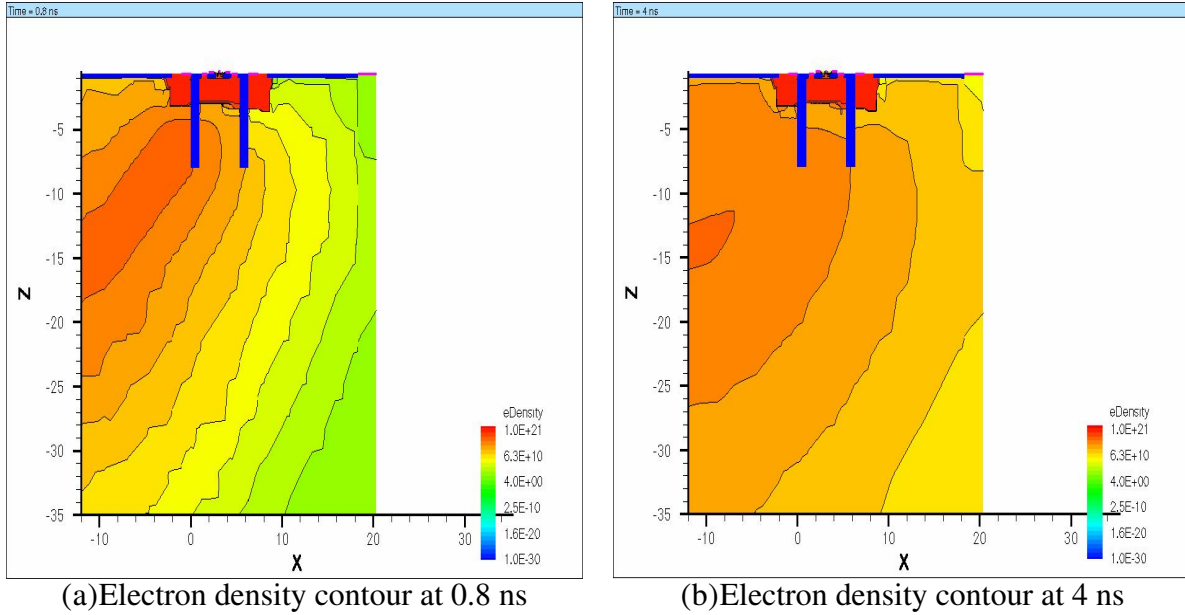 Time = 0.8 ns
-5
-10
-15
-20
-25
-30
-35
Z
-10
0
10
20
30
X
eDensity
1.0E+21
6.3E+10
4.0E+00
2.5E-10
1.6E-20
1.0E-30
(a)Electron density contour at 0.8 ns
Time = 4 ns
-5
-10
-15
-20
-25
-30
-35
Z
-10
0
10
20
30
X
eDensity
1.0E+21
6.3E+10
4.0E+00
2.5E-10
1.6E-20
1.0E-30
(b)Electron density contour at 4 ns